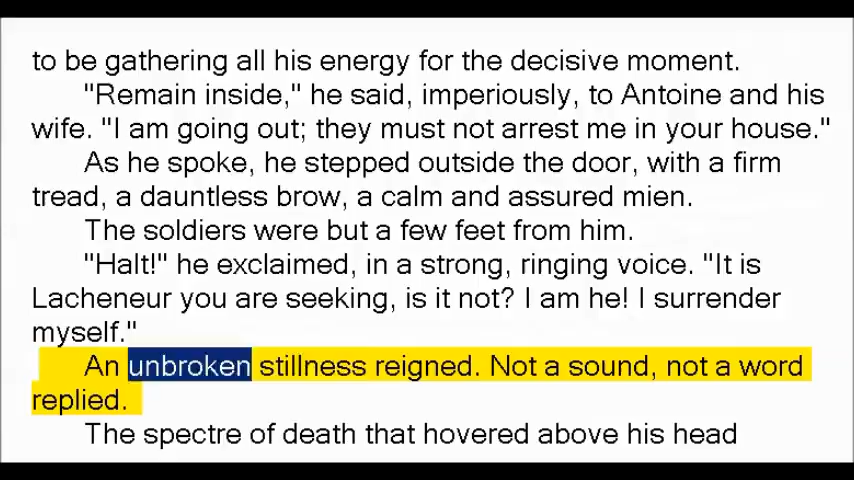 to be gathering all his energy for the decisive moment.
"Remain inside," he said, imperiously, to Antoine and his
wife. "I am going out; they must not arrest me in your house."
As he spoke, he stepped outside the door, with a firm
tread, a dauntless brow, a calm and assured mien.
The soldiers were but a few feet from him.
"Halt!" he exclaimed, in a strong, ringing voice. "It is
Lacheneur you are seeking, is it not? I am he! I surrender
myself."
An unbroken stillness reigned. Not a sound, not a word
replied.
The spectre of death that hovered above his head